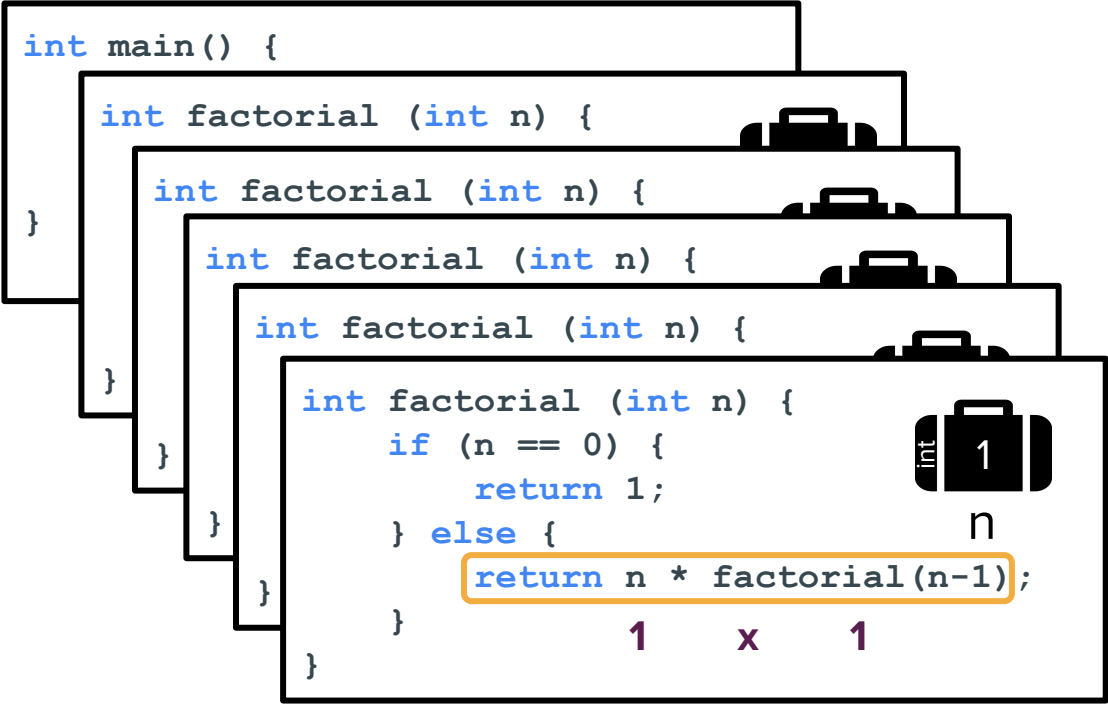 int main() {
}
int factorial (int n) {
}
int factorial (int n) {
}
int factorial (int n) {
}
int factorial (int n) {
}
int factorial (int n) {
    if (n == 0) {
        return 1;
    } else {
        return n * factorial(n-1);
    }
}
1 x 1
int 1
n